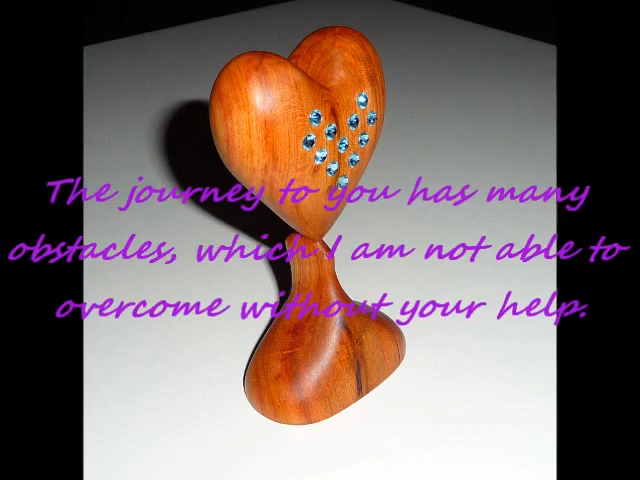 The journey to you has many
obstacles, which I am not able to
overcome without your help.